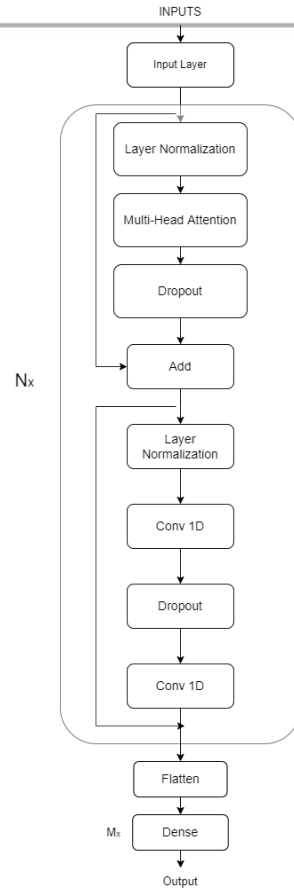 INPUTS
Input Layer
Layer Normalization
Multi-Head Attention
Dropout
Add
Nx
Layer
Normalization
Conv 1D
Dropout
Conv 1D
Flatten
Mx
Dense
Output